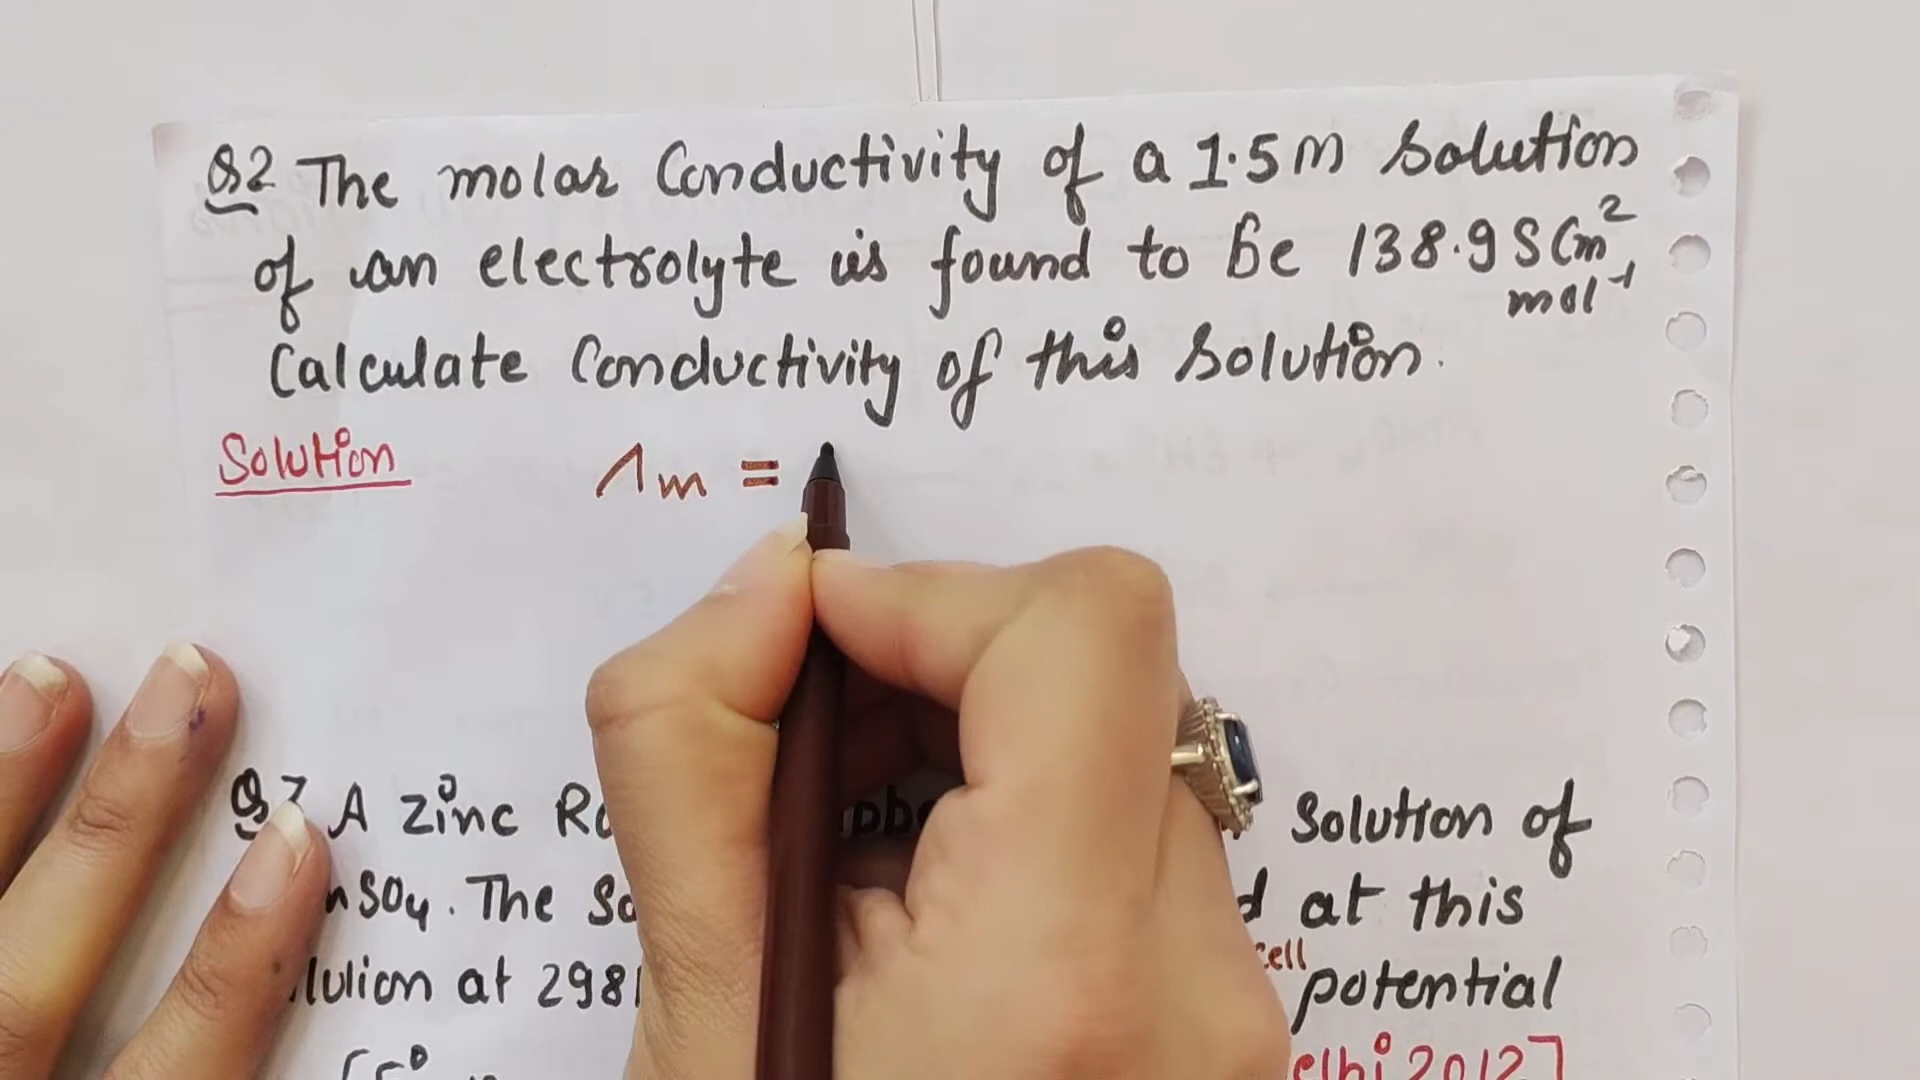 Q2 The molar Conductivity of a 1.5M solution
of an electrolyte is found to be 138.9 S Cm²
mol⁻¹
Calculate Conductivity of this solution.
Solution Λm =
A Zinc Solution of
The at this
at 298 cell
potential
2012]